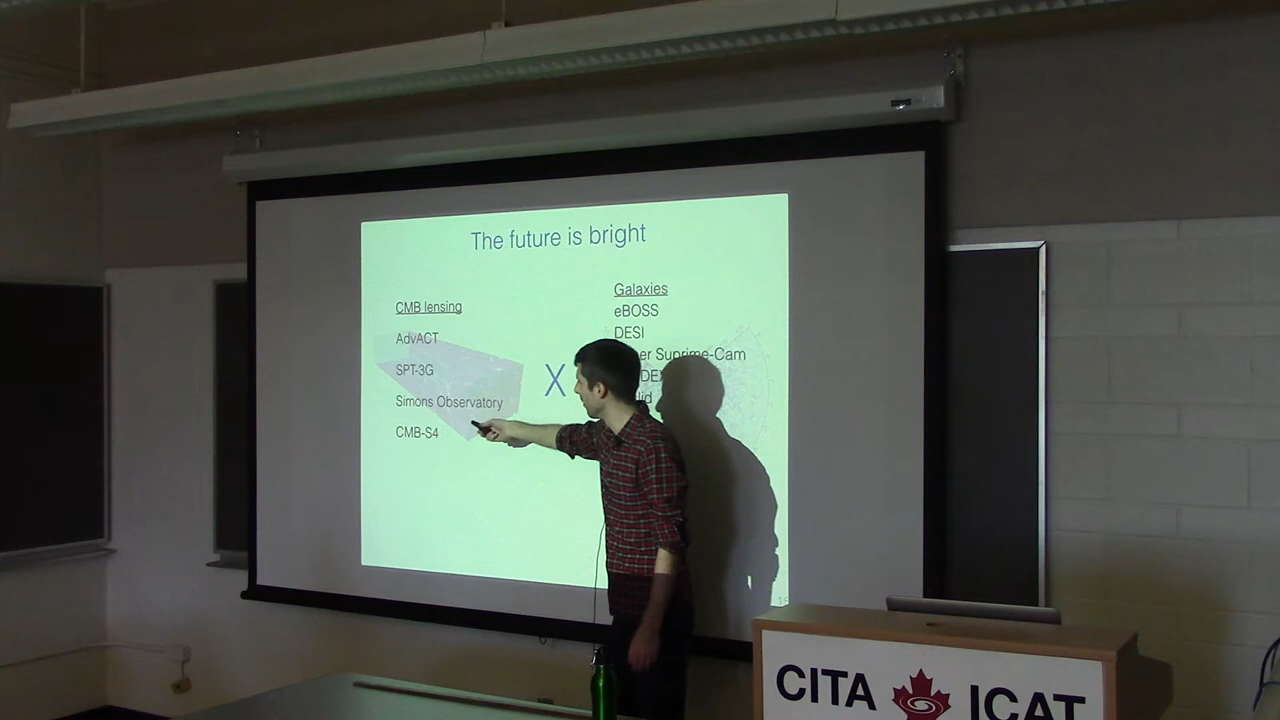 The future is bright
CMB lensing
AdvACT
SPT-3G
Simons Observatory
CMB-S4
X
Galaxies
eBOSS
DESI
Suprime-Cam
CITA ICAT